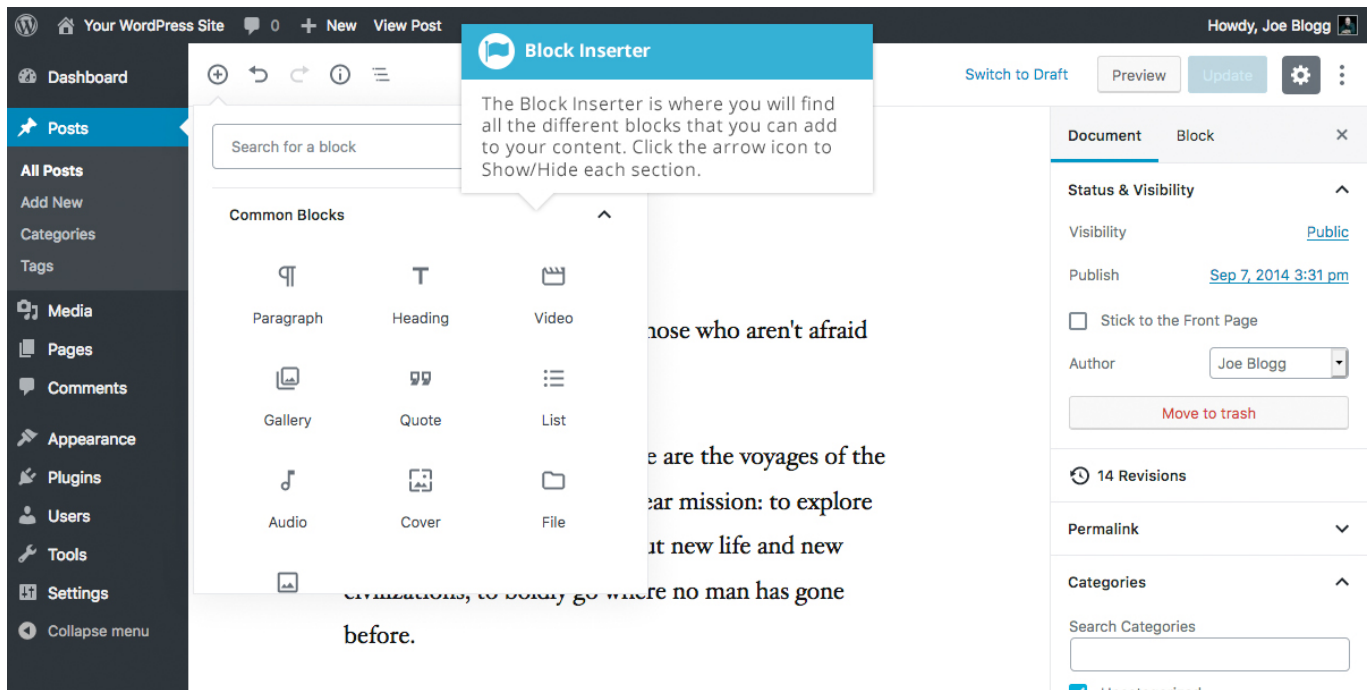 Your WordPress Site 0 New View Post Howdy, Joe Blogg
Dashboard
Posts
All Posts
Add New
Categories
Tags
Media
Pages
Comments
Appearance
Plugins
Users
Tools
Settings
Collapse menu
Switch to Draft Preview Update
Block Inserter
The Block Inserter is where you will find
all the different blocks that you can add
to your content. Click the arrow icon to
Show/Hide each section.
Search for a block
Common Blocks
Paragraph Heading Video
Gallery Quote List
Audio Cover File
who aren't afraid
are the voyages of the
mission: to explore
new life and new
civilizations, to boldly go where no man has gone
before.
Document Block
Status & Visibility
Visibility Public
Publish Sep 7, 2014 3:31 pm
Stick to the Front Page
Author Joe Blogg
Move to trash
14 Revisions
Permalink
Categories
Search Categories